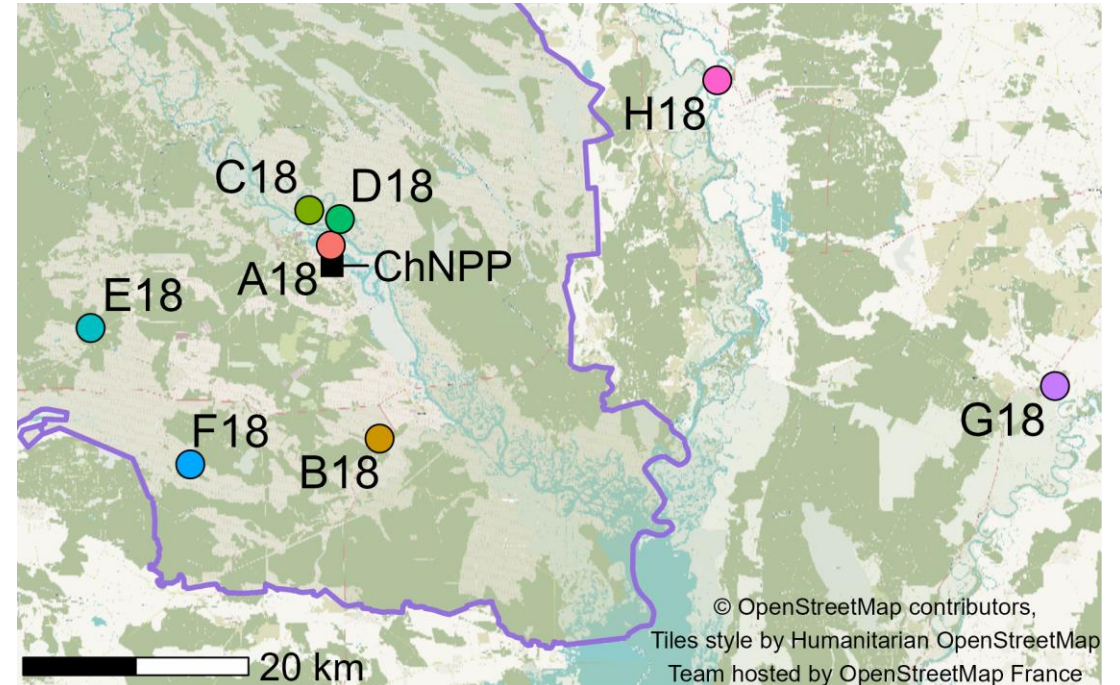 H18
C18
D18
A18
ChNPP
E18
G18
F18
B18
© OpenStreetMap contributors,
Tiles style by Humanitarian OpenStreetMap
Team hosted by OpenStreetMap France
20 km